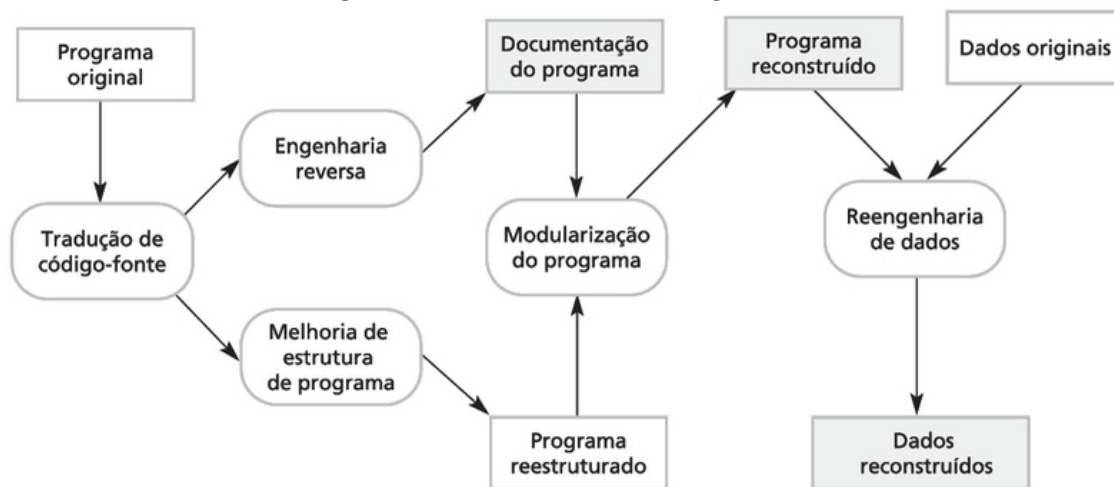 Programa
original
Documentação
do programa
Programa
reconstruído
Dados originais
Engenharia
reversa
Tradução de
código-fonte
Modularização
do programa
Reengenharia
de dados
Melhoria de
estrutura
de programa
Programa
reestruturado
Dados
reconstruídos